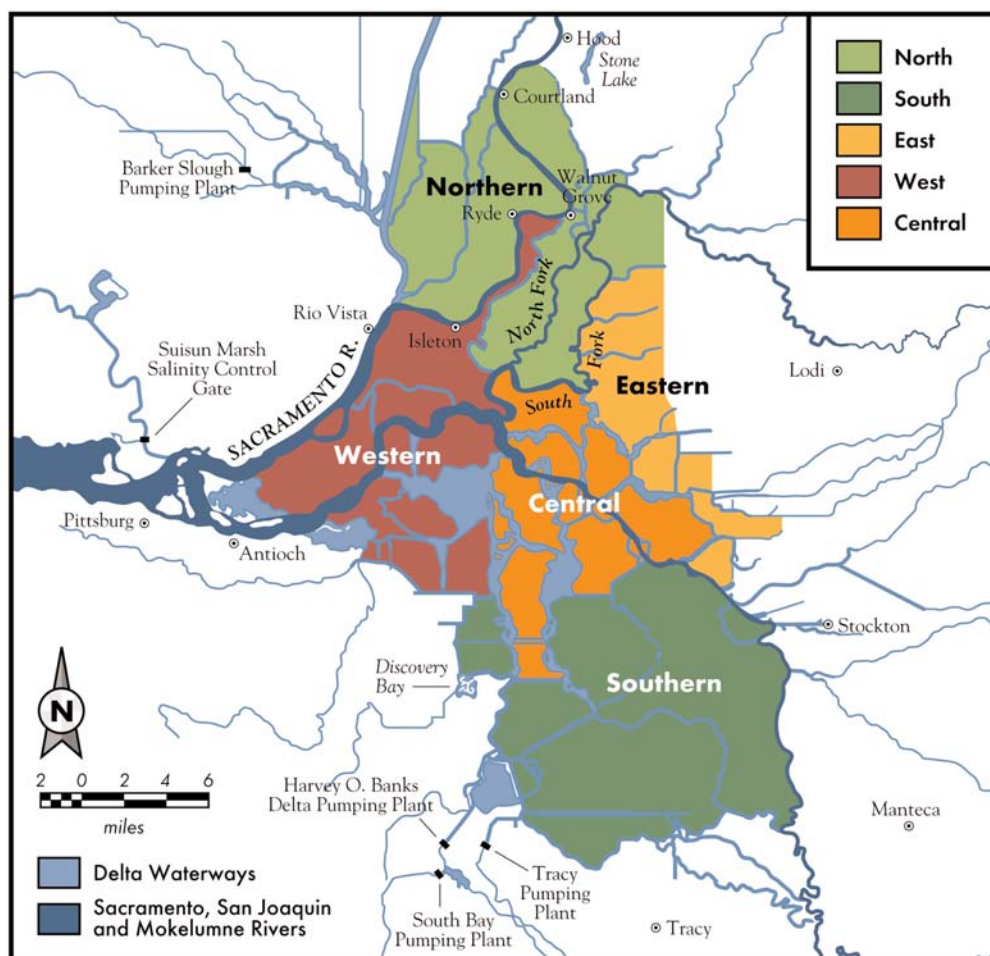 Hood
Stone
Lake
Courtland
North
South
East
West
Central
Barker Slough
Pumping Plant
Northern
Walnut
Grove
Ryde
North Fork
Rio Vista
Isleton
Fork
Suisun Marsh
Salinity Control
Gate
SACRAMENTO R.
Lodi
Eastern
South
Western
Central
Pittsburg
Antioch
Stockton
Discovery
Bay
Southern
N
2 0 2 4 6
miles
Harvey O. Banks
Delta Pumping Plant
Manteca
Tracy
Pumping
Plant
South Bay
Pumping Plant
Tracy
Delta Waterways
Sacramento, San Joaquin
and Mokelumne Rivers